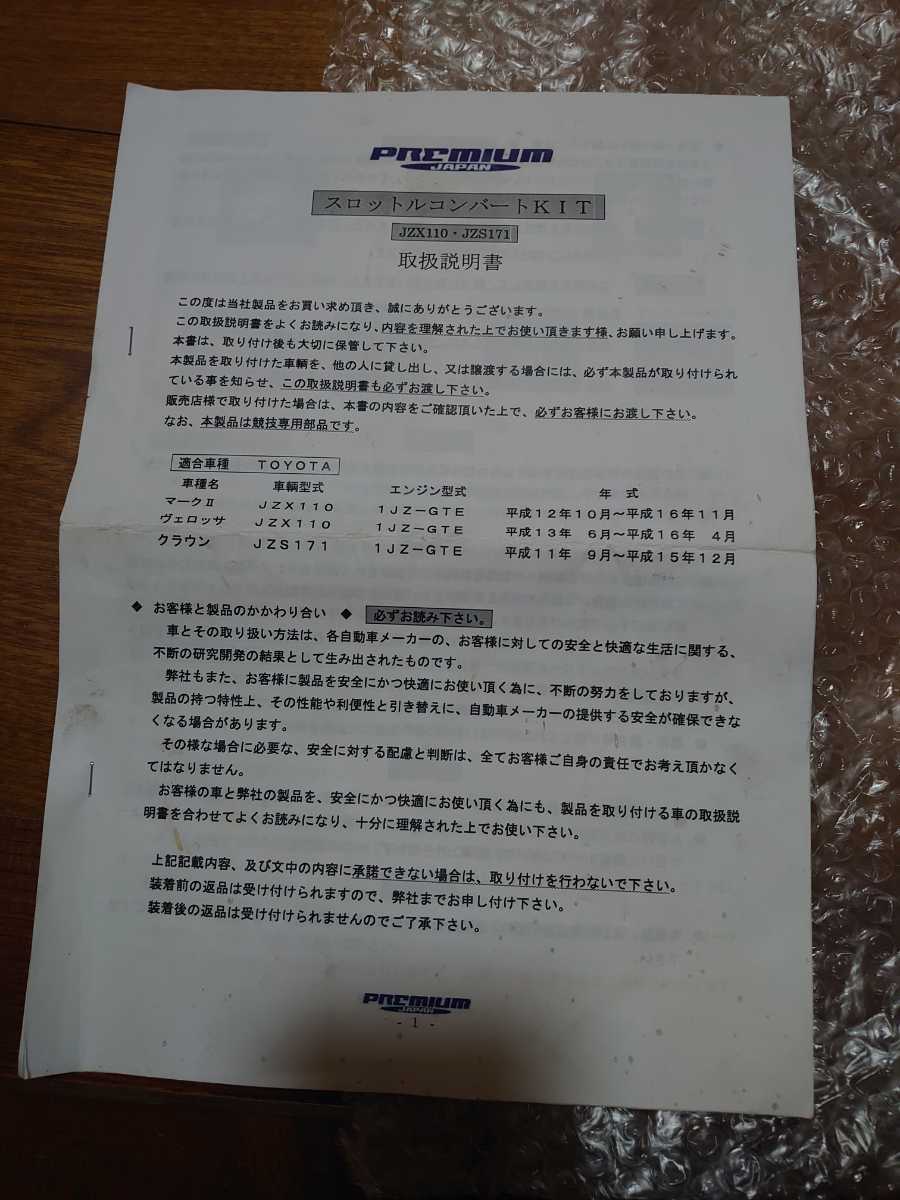 PREMIUM
JAPAN
スロットルコンバートＫＩＴ
JZX110・JZS171
取扱説明書
この度は当社製品をお買い求め頂き、誠にありがとうございます。
この取扱説明書をよくお読みになり、内容を理解された上でお使い頂きます様、お願い申し上げます。
本書は、取り付け後も大切に保管して下さい。
本製品を取り付けた車輌を、他の人に貸し出し、又は譲渡する場合には、必ず本製品が取り付けられ
ている事を知らせ、この取扱説明書も必ずお渡し下さい。
販売店様で取り付けた場合は、本書の内容をご確認頂いた上で、必ずお客様にお渡し下さい。
なお、本製品は競技専用部品です。
適合車種　ＴＯＹＯＴＡ
車種名　車輌型式　エンジン型式　年　式
マークⅡ　ＪＺＸ１１０　１ＪＺ－ＧＴＥ　平成１２年１０月～平成１６年１１月
ヴェロッサ　ＪＺＸ１１０　１ＪＺ－ＧＴＥ　平成１３年　６月～平成１６年　４月
クラウン　ＪＺＳ１７１　１ＪＺ－ＧＴＥ　平成１１年　９月～平成１５年１２月
◆ お客様と製品のかかわり合い ◆ 必ずお読み下さい。
車とその取り扱い方法は、各自動車メーカーの、お客様に対しての安全と快適な生活に関する、
不断の研究開発の結果として生み出されたものです。
弊社もまた、お客様に製品を安全にかつ快適にお使い頂く為に、不断の努力をしておりますが、
製品の持つ特性上、その性能や利便性と引き替えに、自動車メーカーの提供する安全が確保できな
くなる場合があります。
その様な場合に必要な、安全に対する配慮と判断は、全てお客様ご自身の責任でお考え頂かなく
てはなりません。
お客様の車と弊社の製品を、安全にかつ快適にお使い頂く為にも、製品を取り付ける車の取扱説
明書を合わせてよくお読みになり、十分に理解された上でお使い下さい。
上記記載内容、及び文中の内容に承諾できない場合は、取り付けを行わないで下さい。
装着前の返品は受け付けられますので、弊社までお申し付け下さい。
装着後の返品は受け付けられませんのでご了承下さい。
PREMIUM
JAPAN
- 1 -